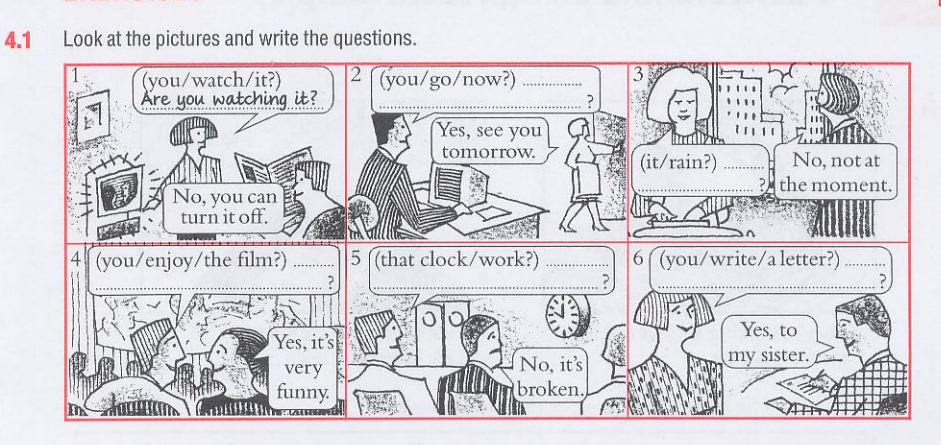 4.1 Look at the pictures and write the questions.
1
(you/watch/it?)
Are you watching it?
No, you can
turn it off.
2
(you/go/now?) ................
............................................................?
Yes, see you
tomorrow.
3
(it/rain?) ...........
..................................?
No, not at
the moment.
4
(you/enjoy/the film?) ...........
............................................................?
Yes, it's
very
funny.
5
(that clock/work?) ..............
............................................................?
No, it's
broken.
6
(you/write/a letter?) ...........
............................................................?
Yes, to
my sister.